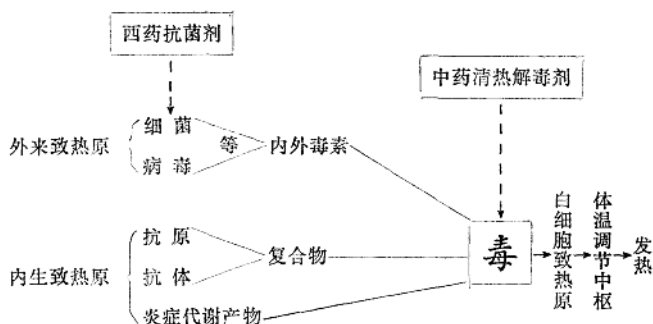 西药抗菌剂
中药清热解毒剂
外来致热原
细菌
病毒
等
内外毒素
内生致热原
抗原
抗体
复合物
炎症代谢产物
毒
白细胞致热原
体温调节中枢
发热